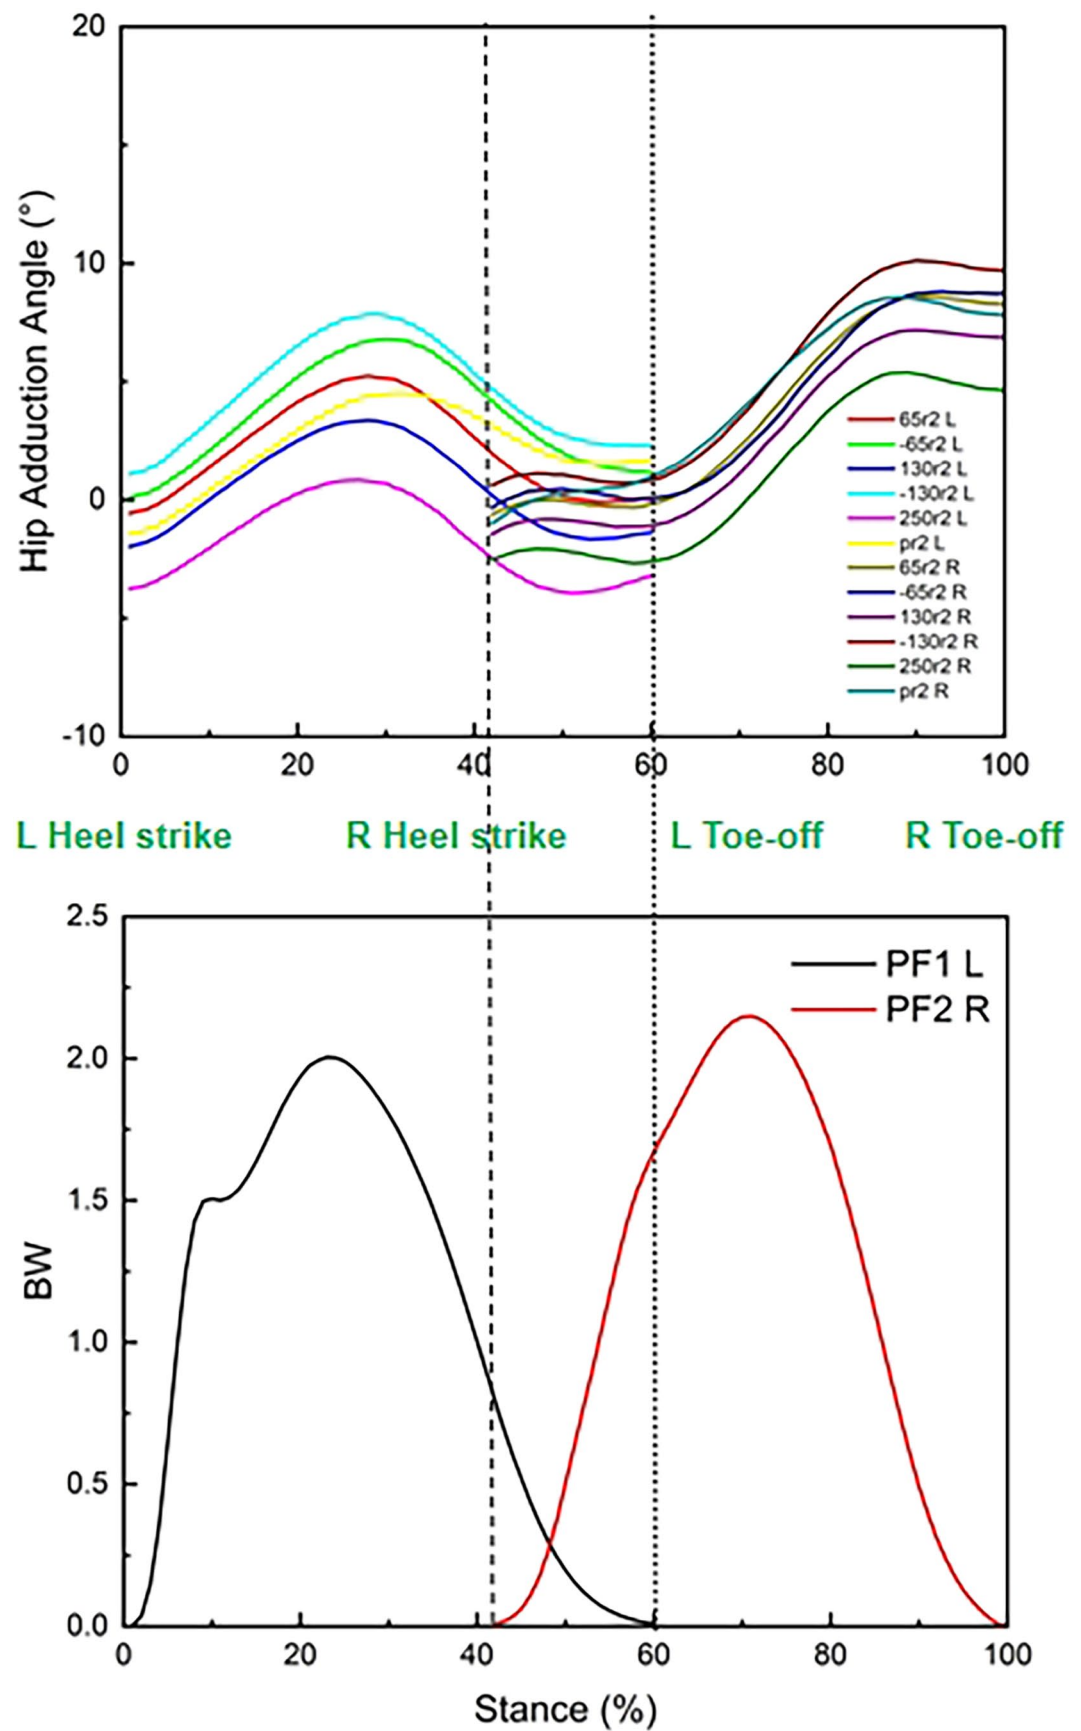 20
10
0
-10
Hip Adduction Angle (°)
65r2 L
-65r2 L
130r2 L
-130r2 L
250r2 L
pr2 L
65r2 R
-65r2 R
130r2 R
-130r2 R
250r2 R
pr2 R
0 20 40 60 80 100
L Heel strike R Heel strike L Toe-off R Toe-off
2.5
2.0
1.5
1.0
0.5
0.0
BW
PF1 L
PF2 R
0 20 40 60 80 100
Stance (%)